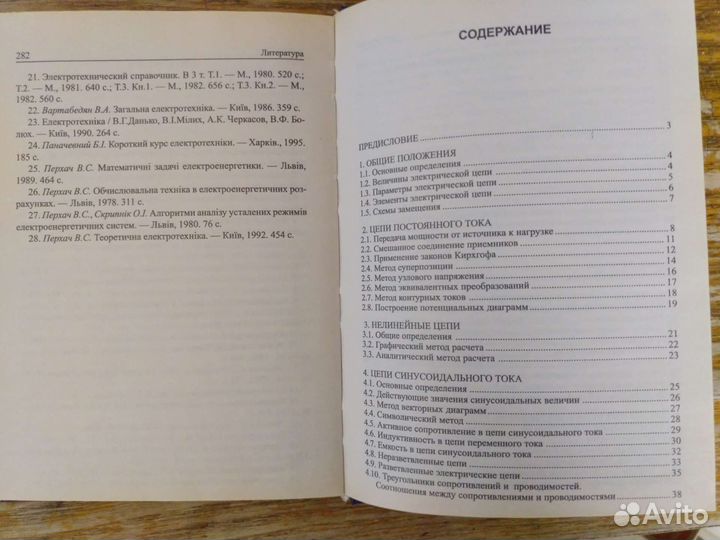 282 Литература
21. Электротехнический справочник. В 3 т. Т.1. — М., 1980. 520 с.;
Т.2. — М., 1981. 640 с.; Т.3. Кн.1. — М., 1982. 656 с.; Т.3. Кн.2. — М.,
1982. 560 с.
22. Вартабедян В.А. Загальна електротехніка. — Київ, 1986. 359 с.
23. Електротехніка / В.Г.Данько, В.І.Мілих, А.К. Черкасов, В.Ф. Бо-
люх. — Київ, 1990. 264 с.
24. Паначевний Б.І. Короткий курс електротехніки. — Харків., 1995.
185 с.
25. Перхач В.С. Математичні задачі електроенергетики. — Львів,
1989. 464 с.
26. Перхач В.С. Обчислювальна техніка в електроенергетичних роз-
рахунках. — Львів, 1978. 311 с.
27. Перхач В.С., Скрипнік О.І. Алгоритми аналізу усталених режимів
електроенергетичних систем. — Львів, 1980. 76 с.
28. Перхач В.С. Теоретична електротехніка. — Київ, 1992. 454 с.
СОДЕРЖАНИЕ
ПРЕДИСЛОВИЕ 3
1. ОБЩИЕ ПОЛОЖЕНИЯ
1.1. Основные определения 4
1.2. Величины электрической цепи 4
1.3. Параметры электрической цепи 5
1.4. Элементы электрической цепи 6
1.5. Схемы замещения 7
2. ЦЕПИ ПОСТОЯННОГО ТОКА
2.1. Передача мощности от источника к нагрузке 8
2.2. Смешанное соединение приемников 11
2.3. Применение законов Кирхгофа 12
2.4. Метод суперпозиции 14
2.5. Метод узлового напряжения 16
2.6. Метод эквивалентных преобразований 17
2.7. Метод контурных токов 18
2.8. Построение потенциальных диаграмм 19
3. НЕЛИНЕЙНЫЕ ЦЕПИ
3.1. Общие определения 21
3.2. Графический метод расчета 22
3.3. Аналитический метод расчета 23
4. ЦЕПИ СИНУСОИДАЛЬНОГО ТОКА
4.1. Основные определения 25
4.2. Действующие значения синусоидальных величин 26
4.3. Метод векторных диаграмм 27
4.4. Символический метод 28
4.5. Активное сопротивление в цепи синусоидального тока 29
4.6. Индуктивность в цепи переменного тока 30
4.7. Емкость в цепи синусоидального тока 32
4.8. Неразветвленные цепи 33
4.9. Разветвленные электрические цепи 35
4.10. Треугольники сопротивлений и проводимостей.
Соотношения между сопротивлениями и проводимостями 38
Avito